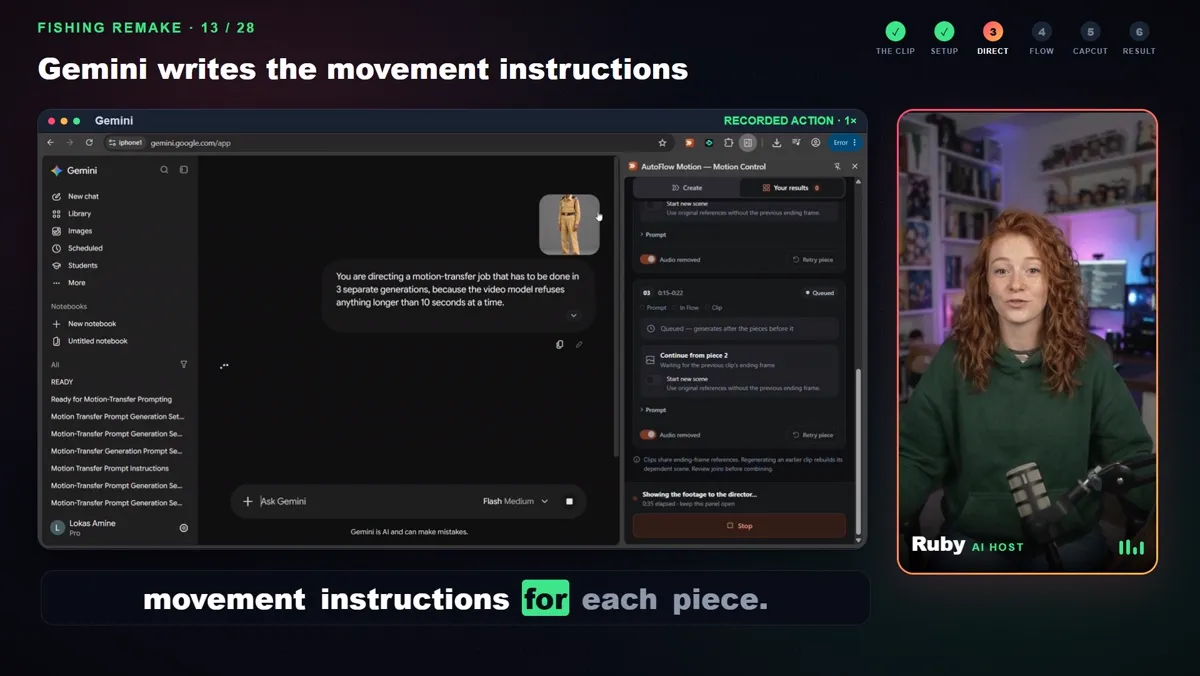 FISHING REMAKE · 13 / 28
Gemini writes the movement instructions
✓ ✓ 3 4 5 6
THE CLIP SETUP DIRECT FLOW CAPCUT RESULT
Gemini
RECORDED ACTION · 1×
iphone1 gemini.google.com/app
Error
Gemini
New chat
Library
Images
Scheduled
Students
More
Notebooks
New notebook
Untitled notebook
All
READY
Ready for Motion-Transfer Prompting
Motion Transfer Prompt Generation Set...
Motion-Transfer Prompt Generation Se...
Motion-Transfer Generation Prompt Se...
Motion Transfer Prompt Instructions
Motion-Transfer Prompt Generation Se...
Motion-Transfer Prompt Generation Se...
L
Lokas Amine
Pro
You are directing a motion-transfer job that has to be done in
3 separate generations, because the video model refuses
anything longer than 10 seconds at a time.
Ask Gemini
Flash Medium
Gemini is AI and can make mistakes.
AutoFlow Motion — Motion Control
Create
Your results 0
Start new scene
Use original references without the previous ending frame.
Prompt
Audio removed
Retry piece
03 0:15–0:22
Queued
Prompt In Flow Clip
Queued — generates after the pieces before it
Continue from piece 2
Waiting for the previous clip's ending frame
Start new scene
Use original references without the previous ending frame.
Prompt
Audio removed
Retry piece
Clips share ending-frame references. Regenerating an earlier clip rebuilds its
dependent scene. Review joins before combining.
Showing the footage to the director...
0:35 elapsed · keep this panel open
Stop
Ruby AI HOST
movement instructions for each piece.